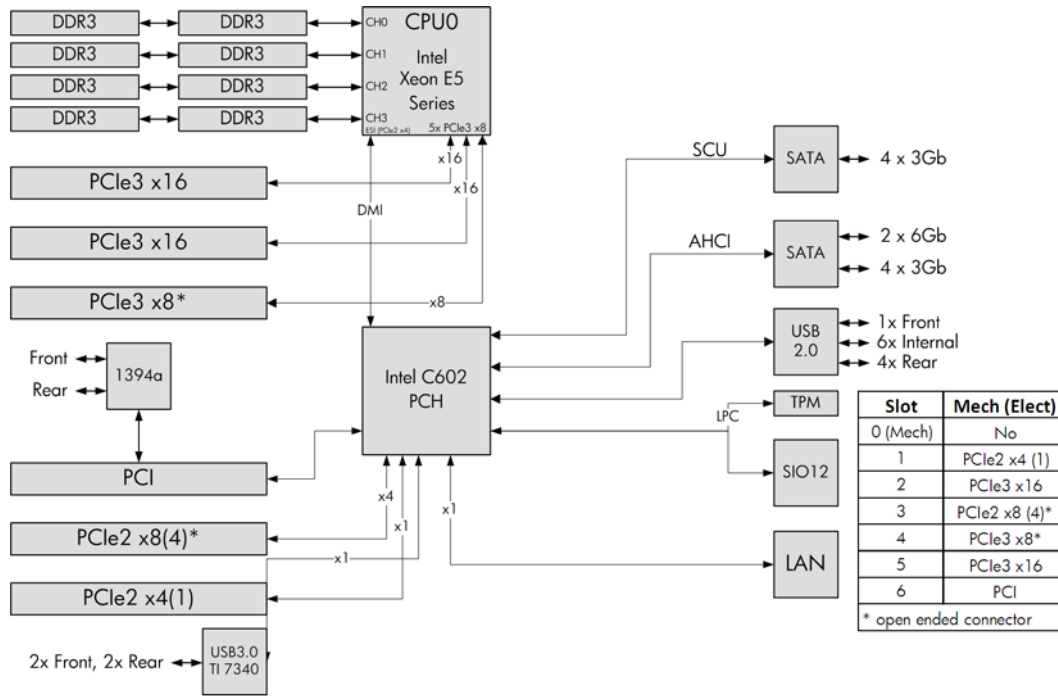 DDR3 DDR3 CH0 CPU0
DDR3 DDR3 CH1 Intel
Xeon E5
DDR3 DDR3 CH2 Series
DDR3 DDR3 CH3
ESI (PCIe2 x4) 5x PCIe3 x8
x16
x16
PCIe3 x16
DMI
PCIe3 x16
PCIe3 x8*
x8
SCU
SATA
4 x 3Gb
AHCI
SATA
2 x 6Gb
4 x 3Gb
USB
2.0
1x Front
6x Internal
4x Rear
Front
Rear
1394a
Intel C602
PCH
LPC
TPM
SIO12
PCI
x4
x1
x1
x1
PCIe2 x8(4)*
PCIe2 x4(1)
LAN
USB3.0
TI 7340
2x Front, 2x Rear
Slot Mech (Elect)
0 (Mech) No
1 PCIe2 x4 (1)
2 PCIe3 x16
3 PCIe2 x8 (4)*
4 PCIe3 x8*
5 PCIe3 x16
6 PCI
* open ended connector